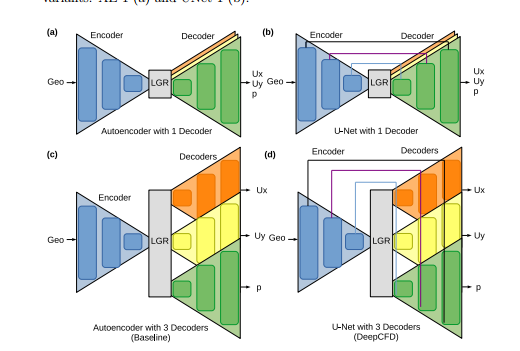 variants: AE-1 (a) and UNet-1 (b).
(a)
Encoder
Decoder
Geo
LGR
Ux
Uy
p
Autoencoder with 1 Decoder
(b)
Encoder
Decoder
Geo
LGR
Ux
Uy
p
U-Net with 1 Decoder
(c)
Encoder
Decoders
Geo
LGR
Ux
Uy
p
Autoencoder with 3 Decoders
(Baseline)
(d)
Encoder
Decoders
Geo
LGR
Ux
Uy
p
U-Net with 3 Decoders
(DeepCFD)